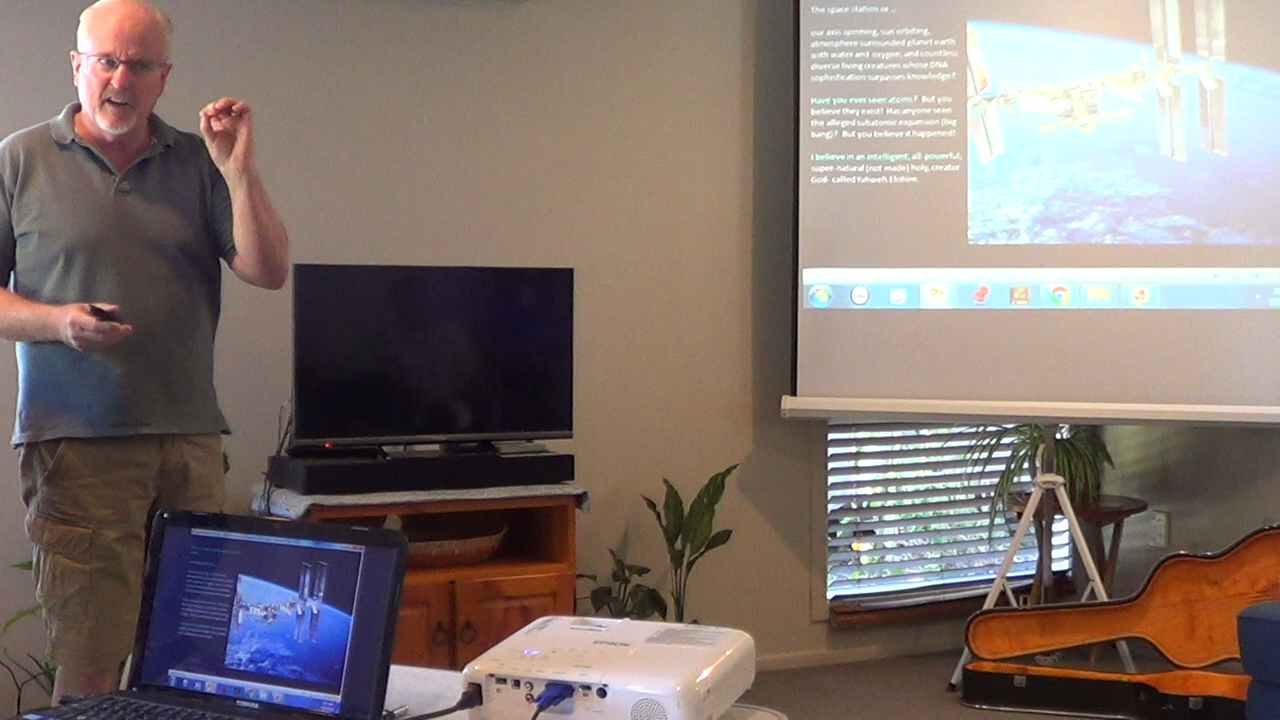 The space station or ...
our axis spinning, sun orbiting,
atmosphere surrounded planet earth
with water and oxygen, and countless
diverse living creatures whose DNA
sophistication surpasses knowledge?
Have you ever seen atoms? But you
believe they exist! Has anyone seen
the alleged subatomic expansion (big
bang)? But you believe it happened!
I believe in an intelligent, all-powerful,
super-natural (not made) holy, creator
God- called Yahweh Elohim.
EPSON
TOSHIBA